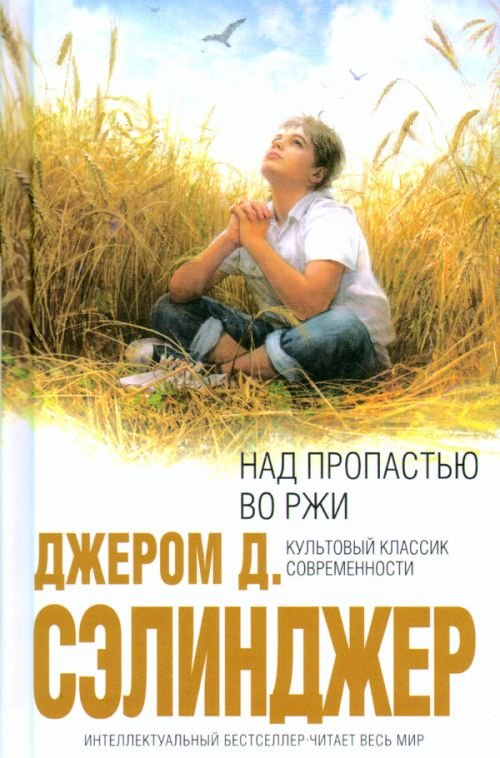 НАД ПРОПАСТЬЮ
ВО РЖИ
ДЖЕРОМ Д.
КУЛЬТОВЫЙ КЛАССИК
СОВРЕМЕННОСТИ
СЭЛИНДЖЕР
ИНТЕЛЛЕКТУАЛЬНЫЙ БЕСТСЕЛЛЕР·ЧИТАЕТ ВЕСЬ МИР